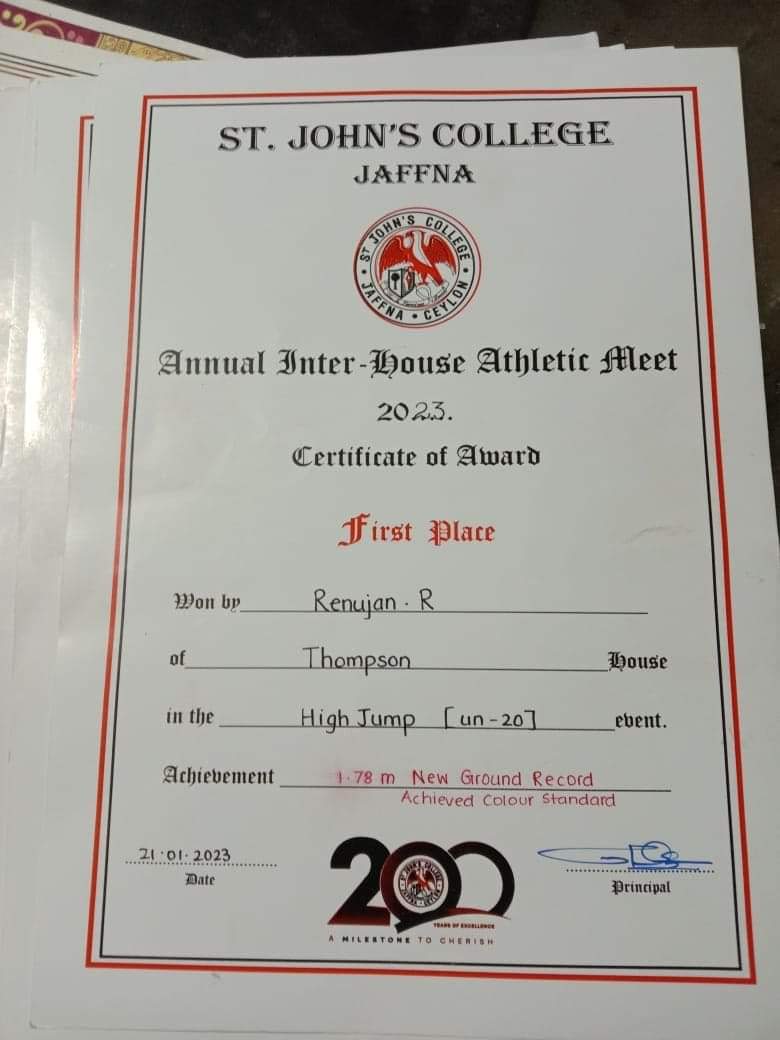 ST. JOHN'S COLLEGE
JAFFNA
ST JOHN'S COLLEGE
JAFFNA • CEYLON
Annual Inter-House Athletic Meet
2023.
Certificate of Award
First Place
Won by Renujan . R
of Thompson House
in the High Jump [un-20] event.
Achievement 1.78 m New Ground Record
Achieved Colour Standard
21.01.2023
Date
Principal
200
YEARS OF EXCELLENCE
A MILESTONE TO CHERISH